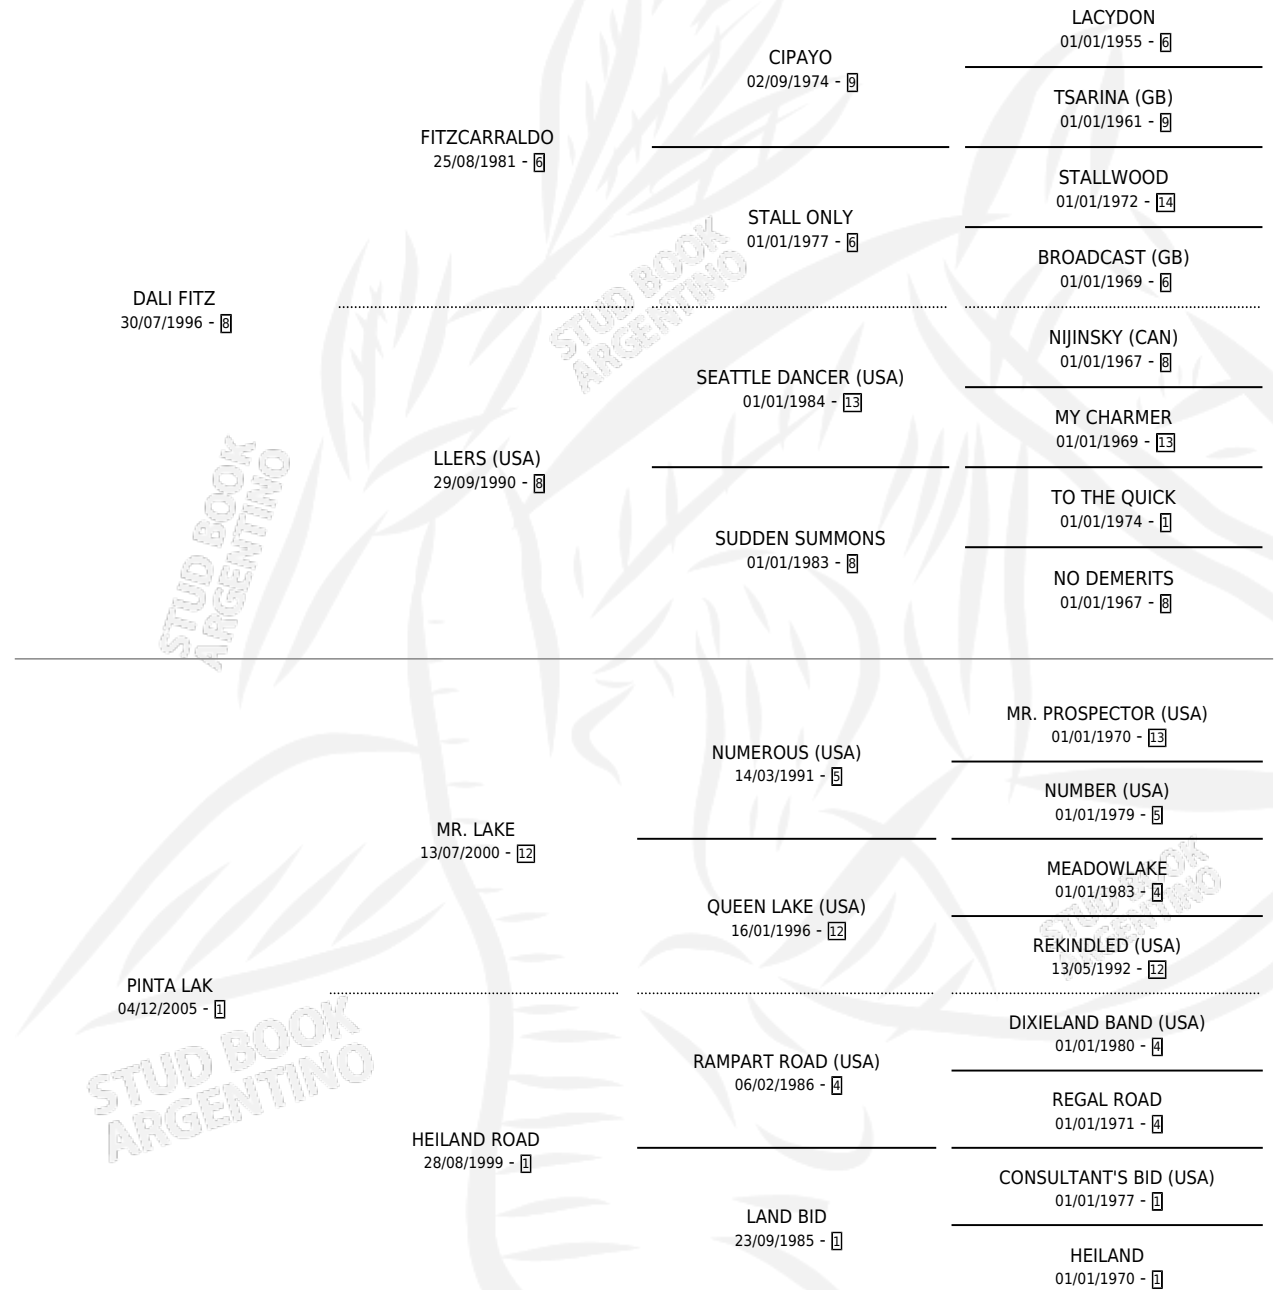 LACYDON
01/01/1955 - 6
CIPAYO
02/09/1974 - 9
TSARINA (GB)
01/01/1961 - 9
FITZCARRALDO
25/08/1981 - 6
STALLWOOD
01/01/1972 - 14
STALL ONLY
01/01/1977 - 6
BROADCAST (GB)
01/01/1969 - 6
DALI FITZ
30/07/1996 - 8
NIJINSKY (CAN)
01/01/1967 - 8
SEATTLE DANCER (USA)
01/01/1984 - 13
MY CHARMER
01/01/1969 - 13
LLERS (USA)
29/09/1990 - 8
TO THE QUICK
01/01/1974 - 1
SUDDEN SUMMONS
01/01/1983 - 8
NO DEMERITS
01/01/1967 - 8
STUD BOOK
ARGENTINO
STUD BOOK
ARGENTINO
MR. PROSPECTOR (USA)
01/01/1970 - 13
NUMEROUS (USA)
14/03/1991 - 5
NUMBER (USA)
01/01/1979 - 5
MR. LAKE
13/07/2000 - 12
MEADOWLAKE
01/01/1983 - 4
QUEEN LAKE (USA)
16/01/1996 - 12
REKINDLED (USA)
13/05/1992 - 12
PINTA LAK
04/12/2005 - 1
DIXIELAND BAND (USA)
01/01/1980 - 4
RAMPART ROAD (USA)
06/02/1986 - 4
REGAL ROAD
01/01/1971 - 4
HEILAND ROAD
28/08/1999 - 1
CONSULTANT'S BID (USA)
01/01/1977 - 1
LAND BID
23/09/1985 - 1
HEILAND
01/01/1970 - 1
STUD BOOK
ARGENTINO
STUD BOOK
ARGENTINO